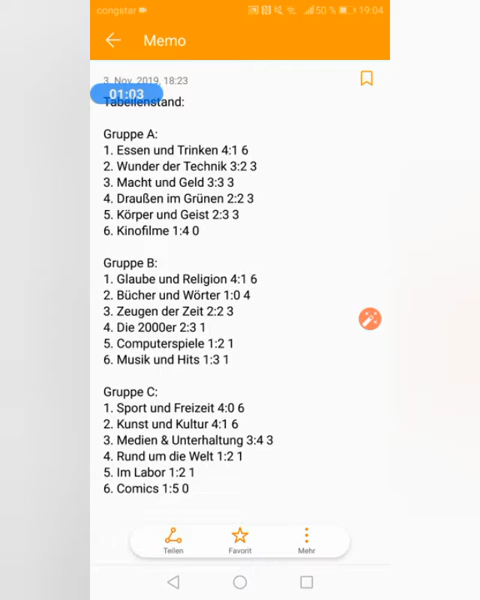 congstar
50 %
19:04
Memo
3. Nov. 2019, 18:23
01:03
Tabellenstand:
Gruppe A:
1. Essen und Trinken 4:1 6
2. Wunder der Technik 3:2 3
3. Macht und Geld 3:3 3
4. Draußen im Grünen 2:2 3
5. Körper und Geist 2:3 3
6. Kinofilme 1:4 0
Gruppe B:
1. Glaube und Religion 4:1 6
2. Bücher und Wörter 1:0 4
3. Zeugen der Zeit 2:2 3
4. Die 2000er 2:3 1
5. Computerspiele 1:2 1
6. Musik und Hits 1:3 1
Gruppe C:
1. Sport und Freizeit 4:0 6
2. Kunst und Kultur 4:1 6
3. Medien & Unterhaltung 3:4 3
4. Rund um die Welt 1:2 1
5. Im Labor 1:2 1
6. Comics 1:5 0
Teilen
Favorit
Mehr